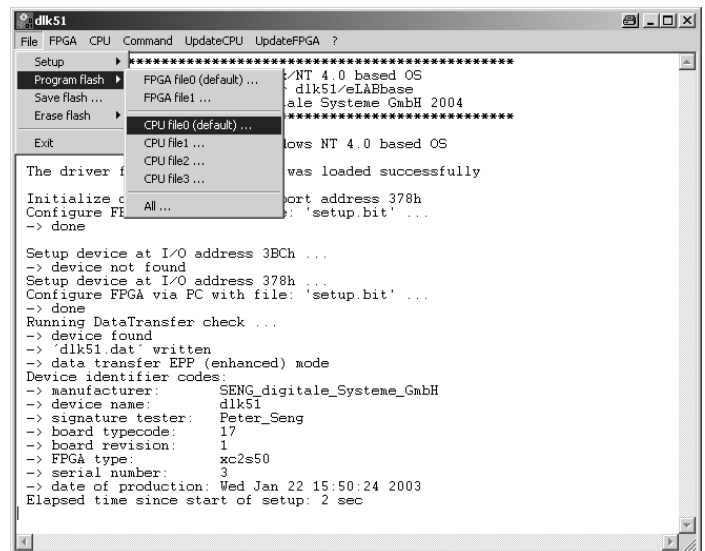 dlk51
File FPGA CPU Command UpdateCPU UpdateFPGA ?
Setup
Program flash
Save flash ...
Erase flash
Exit
FPGA file0 (default) ...
FPGA file1 ...
CPU file0 (default) ...
CPU file1 ...
CPU file2 ...
CPU file3 ...
All ...
*****************************************************
/NT 4.0 based OS
dlk51/eLABbase
ale Systeme GmbH 2004
*****************************
ows NT 4.0 based OS
The driver was loaded successfully
Initialize ort address 378h
Configure : 'setup.bit' ...
-> done
Setup device at I/O address 3BCh ...
-> device not found
Setup device at I/O address 378h ...
Configure FPGA via PC with file: 'setup.bit' ...
-> done
Running DataTransfer check ...
-> device found
-> ´dlk51.dat´ written
-> data transfer EPP (enhanced) mode
Device identifier codes:
-> manufacturer: SENG_digitale_Systeme_GmbH
-> device name: dlk51
-> signature tester: Peter_Seng
-> board typecode: 17
-> board revision: 1
-> FPGA type: xc2s50
-> serial number: 3
-> date of production: Wed Jan 22 15:50:24 2003
Elapsed time since start of setup: 2 sec